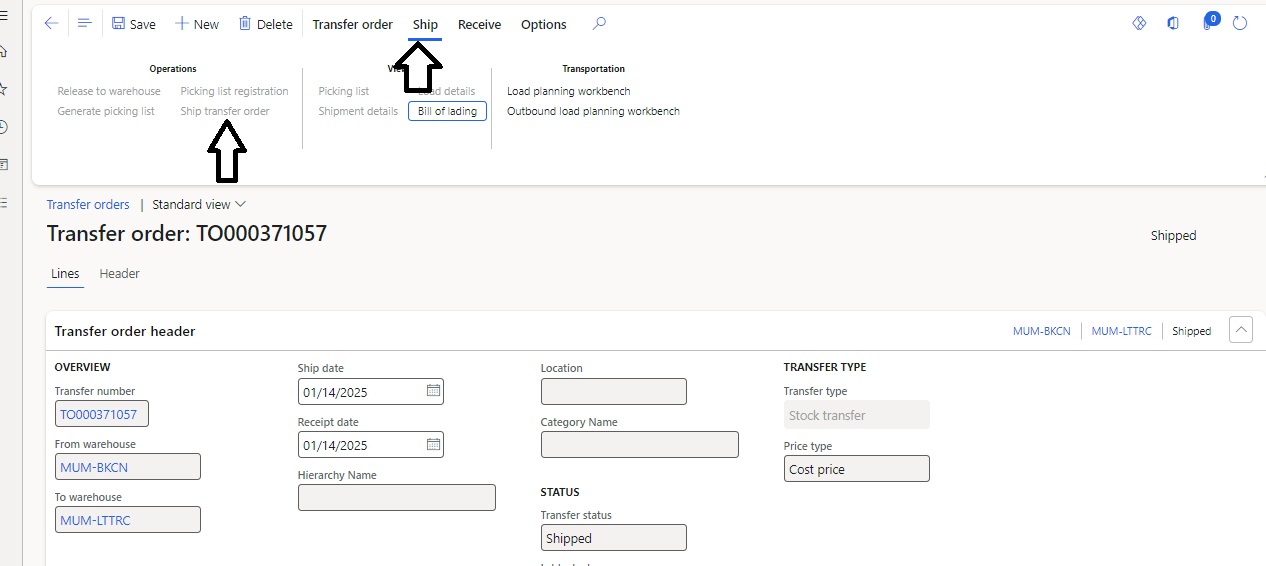 Save New Delete Transfer order Ship Receive Options
0
Operations
Release to warehouse Picking list registration
Generate picking list Ship transfer order
Picking list details
Shipment details Bill of lading
Transportation
Load planning workbench
Outbound load planning workbench
Transfer orders | Standard view
Transfer order: TO000371057
Shipped
Lines Header
Transfer order header
MUM-BKCN MUM-LTTRC Shipped
OVERVIEW
Transfer number
TO000371057
From warehouse
MUM-BKCN
To warehouse
MUM-LTTRC
Ship date
01/14/2025
Receipt date
01/14/2025
Hierarchy Name
Location
Category Name
STATUS
Transfer status
Shipped
TRANSFER TYPE
Transfer type
Stock transfer
Price type
Cost price